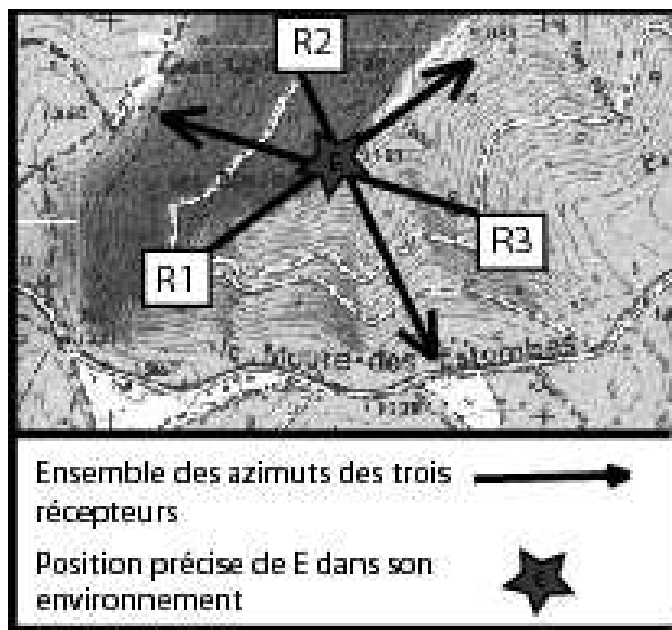 R2
E
R3
R1
Ensemble des azimuts des trois
récepteurs
Position précise de E dans son
environnement
E